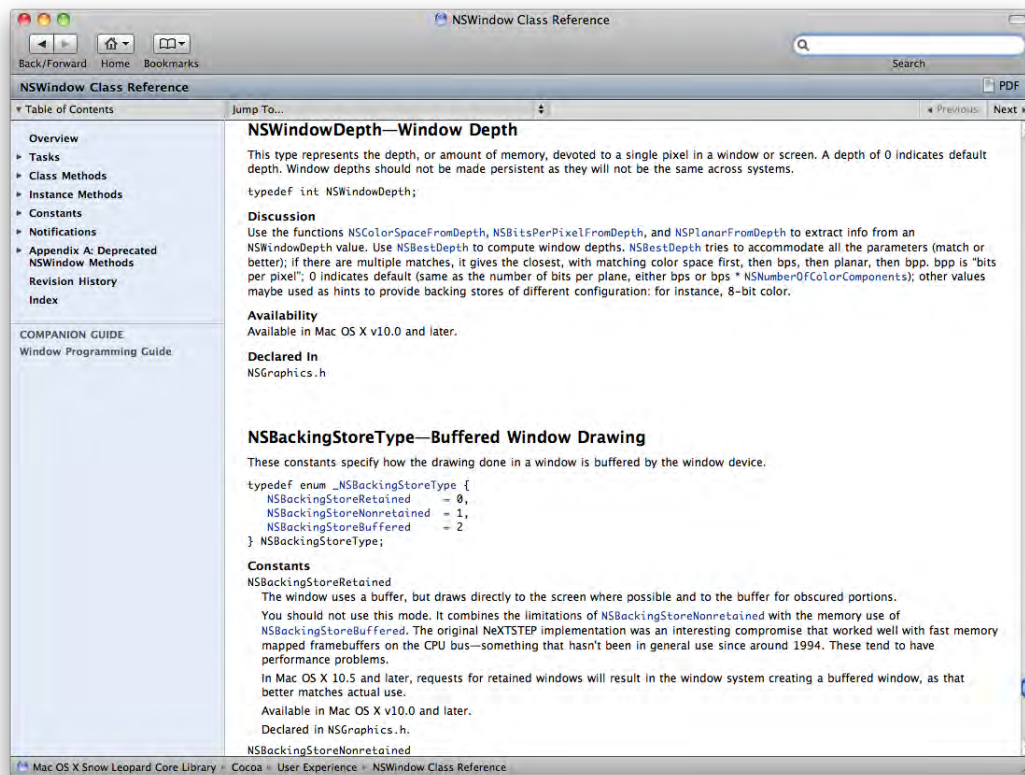 NSWindow Class Reference
Back/Forward Home Bookmarks
Search
NSWindow Class Reference
PDF
Table of Contents
Jump To...
Previous Next
Overview
Tasks
Class Methods
Instance Methods
Constants
Notifications
Appendix A: Deprecated
NSWindow Methods
Revision History
Index
COMPANION GUIDE
Window Programming Guide
NSWindowDepth—Window Depth
This type represents the depth, or amount of memory, devoted to a single pixel in a window or screen. A depth of 0 indicates default
depth. Window depths should not be made persistent as they will not be the same across systems.
typedef int NSWindowDepth;
Discussion
Use the functions NSColorSpaceFromDepth, NSBitsPerPixelFromDepth, and NSPlanarFromDepth to extract info from an
NSWindowDepth value. Use NSBestDepth to compute window depths. NSBestDepth tries to accommodate all the parameters (match or
better); if there are multiple matches, it gives the closest, with matching color space first, then bps, then planar, then bpp. bpp is "bits
per pixel"; 0 indicates default (same as the number of bits per plane, either bps or bps * NSNumberOfColorComponents); other values
maybe used as hints to provide backing stores of different configuration: for instance, 8-bit color.
Availability
Available in Mac OS X v10.0 and later.
Declared In
NSGraphics.h
NSBackingStoreType—Buffered Window Drawing
These constants specify how the drawing done in a window is buffered by the window device.
typedef enum _NSBackingStoreType {
NSBackingStoreRetained = 0,
NSBackingStoreNonretained = 1,
NSBackingStoreBuffered = 2
} NSBackingStoreType;
Constants
NSBackingStoreRetained
The window uses a buffer, but draws directly to the screen where possible and to the buffer for obscured portions.
You should not use this mode. It combines the limitations of NSBackingStoreNonretained with the memory use of
NSBackingStoreBuffered. The original NeXTSTEP implementation was an interesting compromise that worked well with fast memory
mapped framebuffers on the CPU bus—something that hasn't been in general use since around 1994. These tend to have
performance problems.
In Mac OS X 10.5 and later, requests for retained windows will result in the window system creating a buffered window, as that
better matches actual use.
Available in Mac OS X v10.0 and later.
Declared in NSGraphics.h.
NSBackingStoreNonretained
Mac OS X Snow Leopard Core Library Cocoa User Experience NSWindow Class Reference